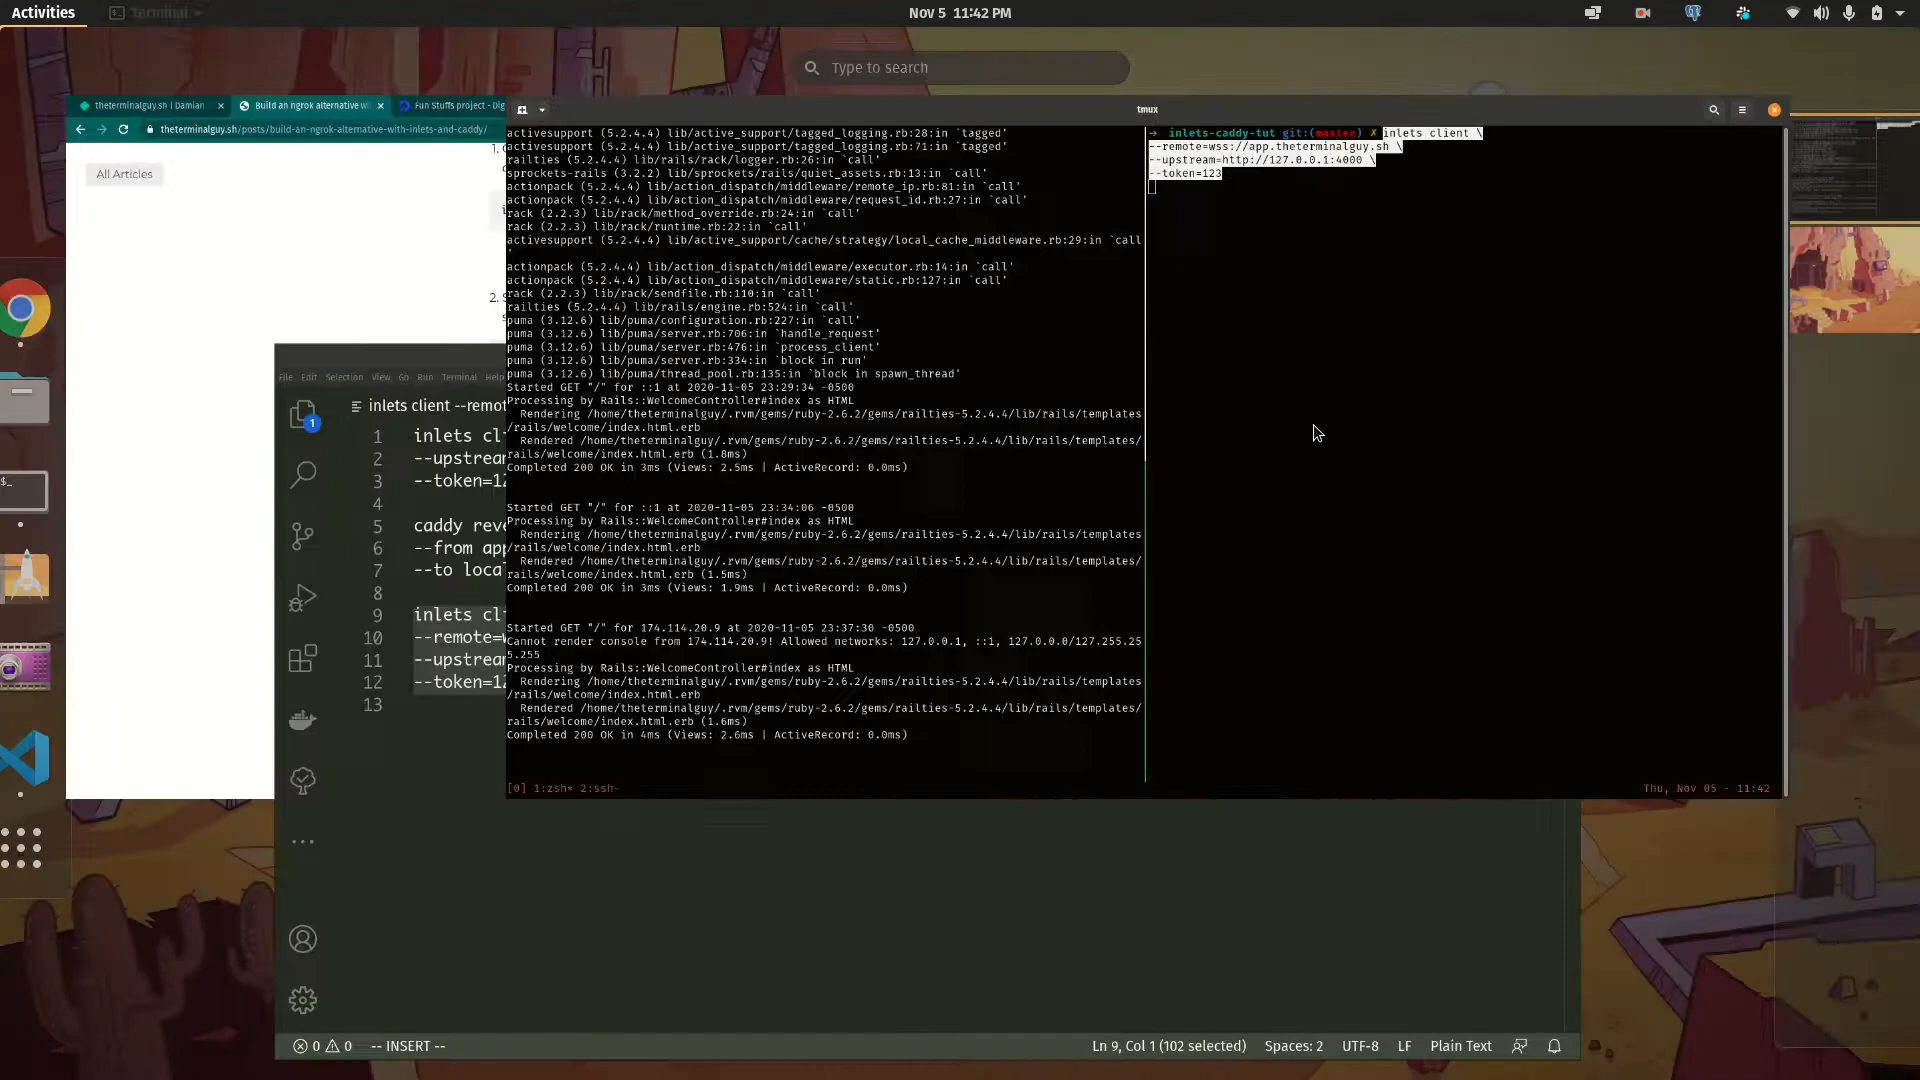 Activities
Terminal
Nov 5 11:42 PM
Type to search
theterminalguy.sh | Damian
Build an ngrok alternative wi
Fun Stuffs project - Dig
theterminalguy.sh/posts/build-an-ngrok-alternative-with-inlets-and-caddy/
All Articles
1.
2.
tmux
activesupport (5.2.4.4) lib/active_support/tagged_logging.rb:28:in `tagged'
activesupport (5.2.4.4) lib/active_support/tagged_logging.rb:71:in `tagged'
railties (5.2.4.4) lib/rails/rack/logger.rb:26:in `call'
sprockets-rails (3.2.2) lib/sprockets/rails/quiet_assets.rb:13:in `call'
actionpack (5.2.4.4) lib/action_dispatch/middleware/remote_ip.rb:81:in `call'
actionpack (5.2.4.4) lib/action_dispatch/middleware/request_id.rb:27:in `call'
rack (2.2.3) lib/rack/method_override.rb:24:in `call'
rack (2.2.3) lib/rack/runtime.rb:22:in `call'
activesupport (5.2.4.4) lib/active_support/cache/strategy/local_cache_middleware.rb:29:in `call
'
actionpack (5.2.4.4) lib/action_dispatch/middleware/executor.rb:14:in `call'
actionpack (5.2.4.4) lib/action_dispatch/middleware/static.rb:127:in `call'
rack (2.2.3) lib/rack/sendfile.rb:110:in `call'
railties (5.2.4.4) lib/rails/engine.rb:524:in `call'
puma (3.12.6) lib/puma/configuration.rb:227:in `call'
puma (3.12.6) lib/puma/server.rb:706:in `handle_request'
puma (3.12.6) lib/puma/server.rb:476:in `process_client'
puma (3.12.6) lib/puma/server.rb:334:in `block in run'
puma (3.12.6) lib/puma/thread_pool.rb:135:in `block in spawn_thread'
Started GET "/" for ::1 at 2020-11-05 23:29:34 -0500
Processing by Rails::WelcomeController#index as HTML
Rendering /home/theterminalguy/.rvm/gems/ruby-2.6.2/gems/railties-5.2.4.4/lib/rails/templates
/rails/welcome/index.html.erb
Rendered /home/theterminalguy/.rvm/gems/ruby-2.6.2/gems/railties-5.2.4.4/lib/rails/templates/
rails/welcome/index.html.erb (1.8ms)
Completed 200 OK in 3ms (Views: 2.5ms | ActiveRecord: 0.0ms)
Started GET "/" for ::1 at 2020-11-05 23:34:06 -0500
Processing by Rails::WelcomeController#index as HTML
Rendering /home/theterminalguy/.rvm/gems/ruby-2.6.2/gems/railties-5.2.4.4/lib/rails/templates
/rails/welcome/index.html.erb
Rendered /home/theterminalguy/.rvm/gems/ruby-2.6.2/gems/railties-5.2.4.4/lib/rails/templates/
rails/welcome/index.html.erb (1.5ms)
Completed 200 OK in 3ms (Views: 1.9ms | ActiveRecord: 0.0ms)
Started GET "/" for 174.114.20.9 at 2020-11-05 23:37:30 -0500
Cannot render console from 174.114.20.9! Allowed networks: 127.0.0.1, ::1, 127.0.0.0/127.255.25
5.255
Processing by Rails::WelcomeController#index as HTML
Rendering /home/theterminalguy/.rvm/gems/ruby-2.6.2/gems/railties-5.2.4.4/lib/rails/templates
/rails/welcome/index.html.erb
Rendered /home/theterminalguy/.rvm/gems/ruby-2.6.2/gems/railties-5.2.4.4/lib/rails/templates/
rails/welcome/index.html.erb (1.6ms)
Completed 200 OK in 4ms (Views: 2.6ms | ActiveRecord: 0.0ms)
[0] 1:zsh* 2:ssh-
Thu, Nov 05 - 11:42
→ inlets-caddy-tut git:(master) ✗ inlets client \
--remote=wss://app.theterminalguy.sh \
--upstream=http://127.0.0.1:4000 \
--token=123
File Edit Selection View Go Run Terminal Help
inlets client --remot
1
1 inlets cl
2 --upstream
3 --token=12
4
5 caddy reve
6 --from app
7 --to local
8
9 inlets cl
10 --remote=w
11 --upstream
12 --token=12
13
0 0 -- INSERT --
Ln 9, Col 1 (102 selected) Spaces: 2 UTF-8 LF Plain Text